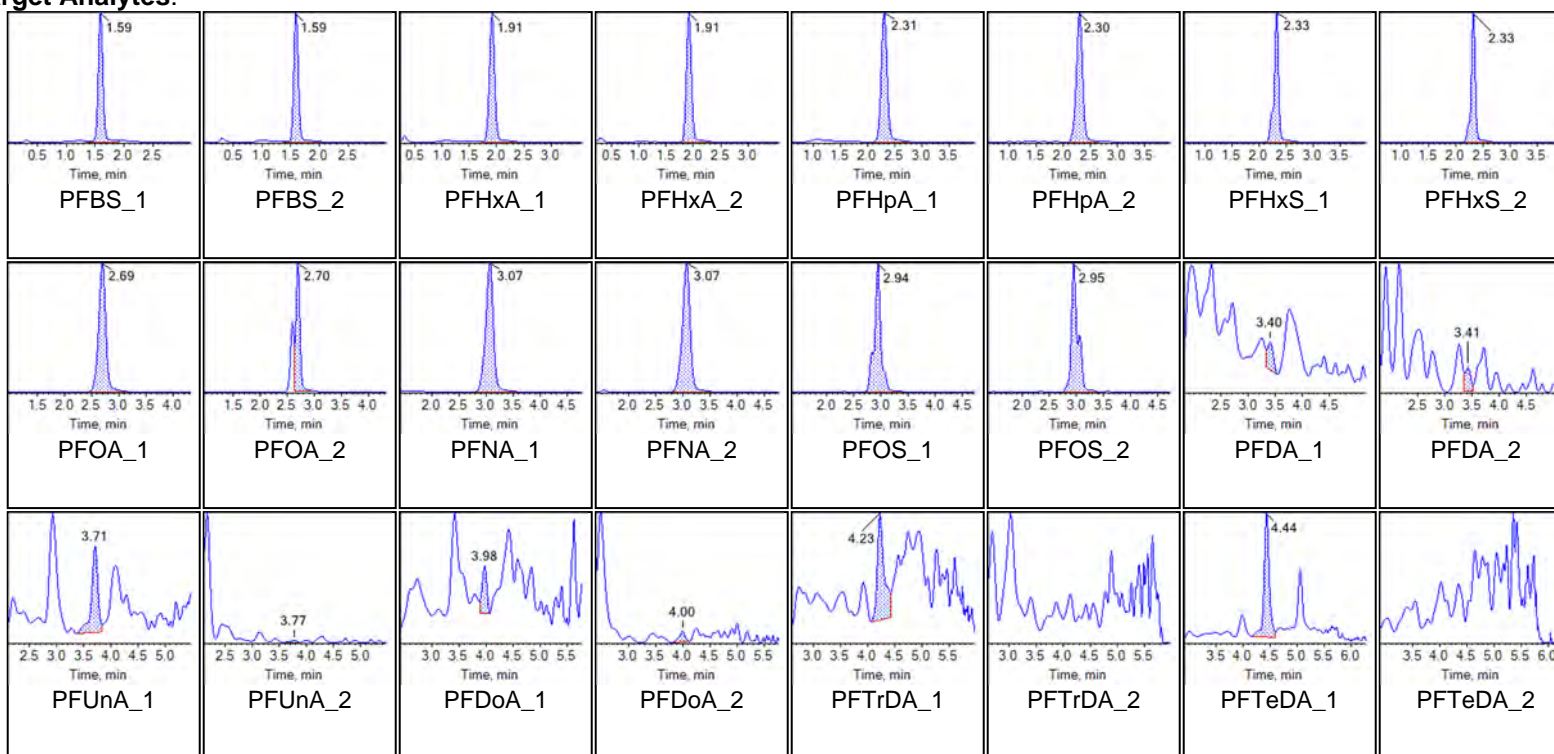 rget Analytes:
1.59 1.59 1.91 1.91 2.31 2.30 2.33 2.33
0.5 1.0 1.5 2.0 2.5 0.5 1.0 1.5 2.0 2.5 0.5 1.0 1.5 2.0 2.5 3.0 0.5 1.0 1.5 2.0 2.5 3.0 1.0 1.5 2.0 2.5 3.0 3.5 1.0 1.5 2.0 2.5 3.0 3.5 1.0 1.5 2.0 2.5 3.0 3.5 1.0 1.5 2.0 2.5 3.0 3.5
Time, min Time, min Time, min Time, min Time, min Time, min Time, min Time, min
PFBS_1 PFBS_2 PFHxA_1 PFHxA_2 PFHpA_1 PFHpA_2 PFHxS_1 PFHxS_2
2.69 2.70 3.07 3.07 2.94 2.95 3.40 3.41
1.5 2.0 2.5 3.0 3.5 4.0 1.5 2.0 2.5 3.0 3.5 4.0 2.0 2.5 3.0 3.5 4.0 4.5 2.0 2.5 3.0 3.5 4.0 4.5 2.0 2.5 3.0 3.5 4.0 4.5 2.0 2.5 3.0 3.5 4.0 4.5 2.5 3.0 3.5 4.0 4.5 2.5 3.0 3.5 4.0 4.5
Time, min Time, min Time, min Time, min Time, min Time, min Time, min Time, min
PFOA_1 PFOA_2 PFNA_1 PFNA_2 PFOS_1 PFOS_2 PFDA_1 PFDA_2
3.71 3.77 3.98 4.00 4.23 4.44
2.5 3.0 3.5 4.0 4.5 5.0 2.5 3.0 3.5 4.0 4.5 5.0 3.0 3.5 4.0 4.5 5.0 5.5 3.0 3.5 4.0 4.5 5.0 5.5 3.0 3.5 4.0 4.5 5.0 5.5 3.0 3.5 4.0 4.5 5.0 5.5 3.5 4.0 4.5 5.0 5.5 6.0 3.5 4.0 4.5 5.0 5.5 6.0
Time, min Time, min Time, min Time, min Time, min Time, min Time, min Time, min
PFUnA_1 PFUnA_2 PFDoA_1 PFDoA_2 PFTrDA_1 PFTrDA_2 PFTeDA_1 PFTeDA_2